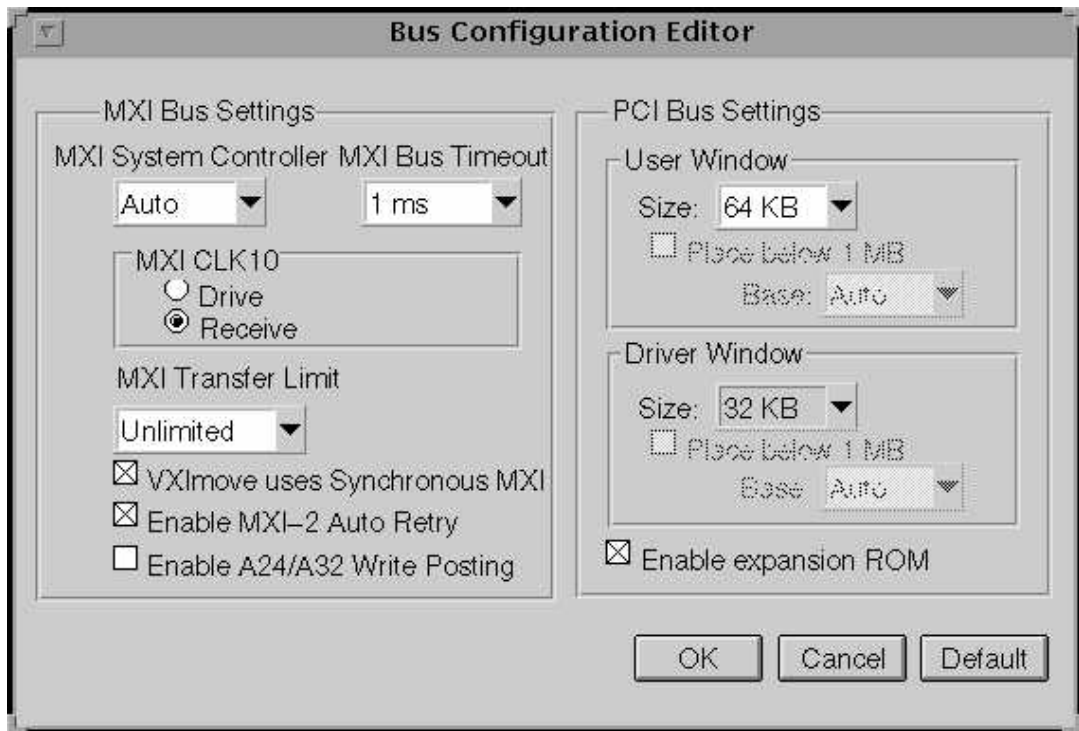 Bus Configuration Editor
MXI Bus Settings
MXI System Controller MXI Bus Timeout
Auto 1 ms
MXI CLK10
Drive
Receive
MXI Transfer Limit
Unlimited
VXImove uses Synchronous MXI
Enable MXI-2 Auto Retry
Enable A24/A32 Write Posting
PCI Bus Settings
User Window
Size: 64 KB
Place below 1 MB
Base: Auto
Driver Window
Size: 32 KB
Place below 1 MB
Base Auto
Enable expansion ROM
OK Cancel Default